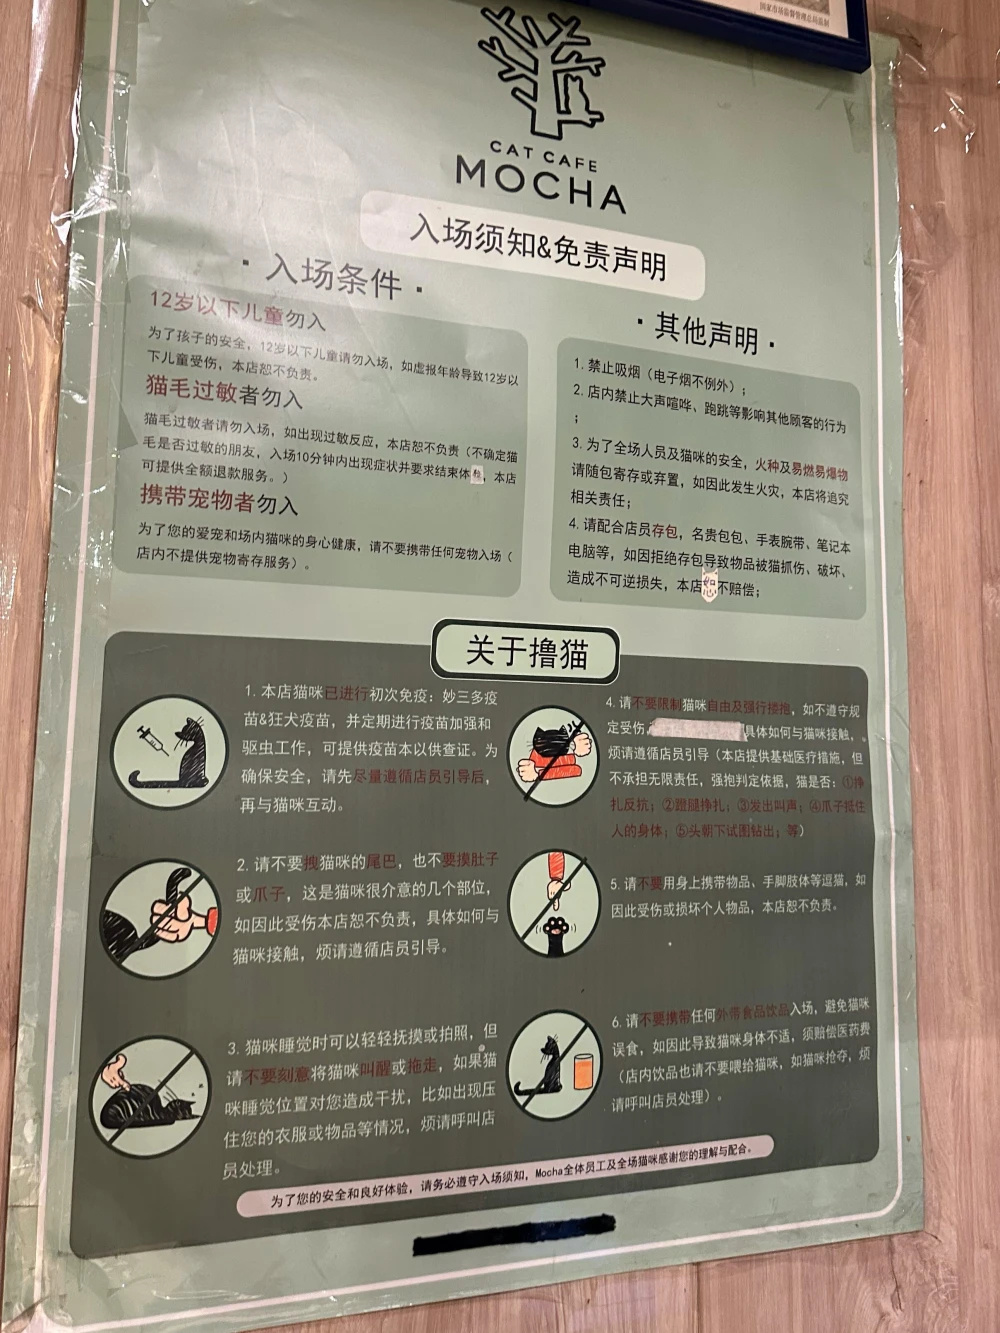 国家市场监督管理总局监制
CAT CAFE
MOCHA
入场须知&免责声明
·入场条件·
12岁以下儿童勿入
为了孩子的安全，12岁以下儿童请勿入场，如虚报年龄导致12岁以
下儿童受伤，本店恕不负责。
猫毛过敏者勿入
猫毛过敏者请勿入场，如出现过敏反应，本店恕不负责（不确定猫
毛是否过敏的朋友，入场10分钟内出现症状并要求结束体，本店
可提供全额退款服务。）
携带宠物者勿入
为了您的爱宠和场内猫咪的身心健康，请不要携带任何宠物入场（
店内不提供宠物寄存服务）。
·其他声明·
1. 禁止吸烟（电子烟不例外）；
2. 店内禁止大声喧哗、跑跳等影响其他顾客的行为
；
3. 为了全场人员及猫咪的安全，火种及易燃易爆物
请随包寄存或弃置，如因此发生火灾，本店将追究
相关责任；
4. 请配合店员存包，名贵包包、手表腕带、笔记本
电脑等，如因拒绝存包导致物品被猫抓伤、破坏、
造成不可逆损失，本店恕不赔偿；
关于撸猫
1. 本店猫咪已进行初次免疫：妙三多疫
苗&狂犬疫苗，并定期进行疫苗加强和
驱虫工作，可提供疫苗本以供查证。为
确保安全，请先尽量遵循店员引导后，
再与猫咪互动。
2. 请不要拽猫咪的尾巴，也不要摸肚子
或爪子，这是猫咪很介意的几个部位，
如因此受伤本店恕不负责，具体如何与
猫咪接触，烦请遵循店员引导。
3. 猫咪睡觉时可以轻轻抚摸或拍照，但
请不要刻意将猫咪叫醒或拖走，如果猫
咪睡觉位置对您造成干扰，比如出现压
住您的衣服或物品等情况，烦请呼叫店
员处理。
4. 请不要限制猫咪自由及强行搂抱，如不遵守规
定受伤，具体如何与猫咪接触，
烦请遵循店员引导（本店提供基础医疗措施，但
不承担无限责任，强抱判定依据，猫是否：①挣
扎反抗；②蹬腿挣扎；③发出叫声；④爪子抵住
人的身体；⑤头朝下试图钻出；等）
5. 请不要用身上携带物品、手脚肢体等逗猫，如
因此受伤或损坏个人物品，本店恕不负责。
6. 请不要携带任何外带食品饮品入场，避免猫咪
误食，如因此导致猫咪身体不适，须赔偿医药费
（店内饮品也请不要喂给猫咪，如猫咪抢夺，烦
请呼叫店员处理）。
为了您的安全和良好体验，请务必遵守入场须知，Mocha全体员工及全场猫咪感谢您的理解与配合。